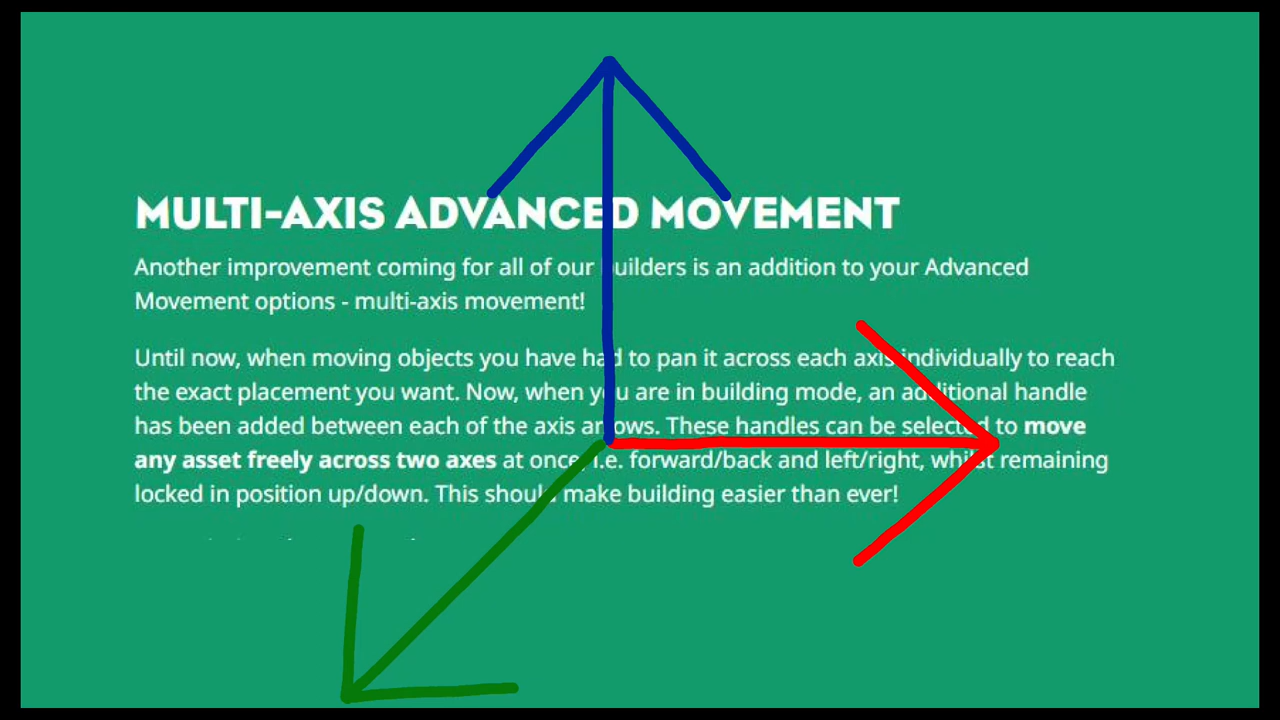 MULTI-AXIS ADVANCED MOVEMENT
Another improvement coming for all of our builders is an addition to your Advanced
Movement options - multi-axis movement!
Until now, when moving objects you have had to pan it across each axis individually to reach
the exact placement you want. Now, when you are in building mode, an additional handle
has been added between each of the axis arrows. These handles can be selected to move
any asset freely across two axes at once, i.e. forward/back and left/right, whilst remaining
locked in position up/down. This should make building easier than ever!